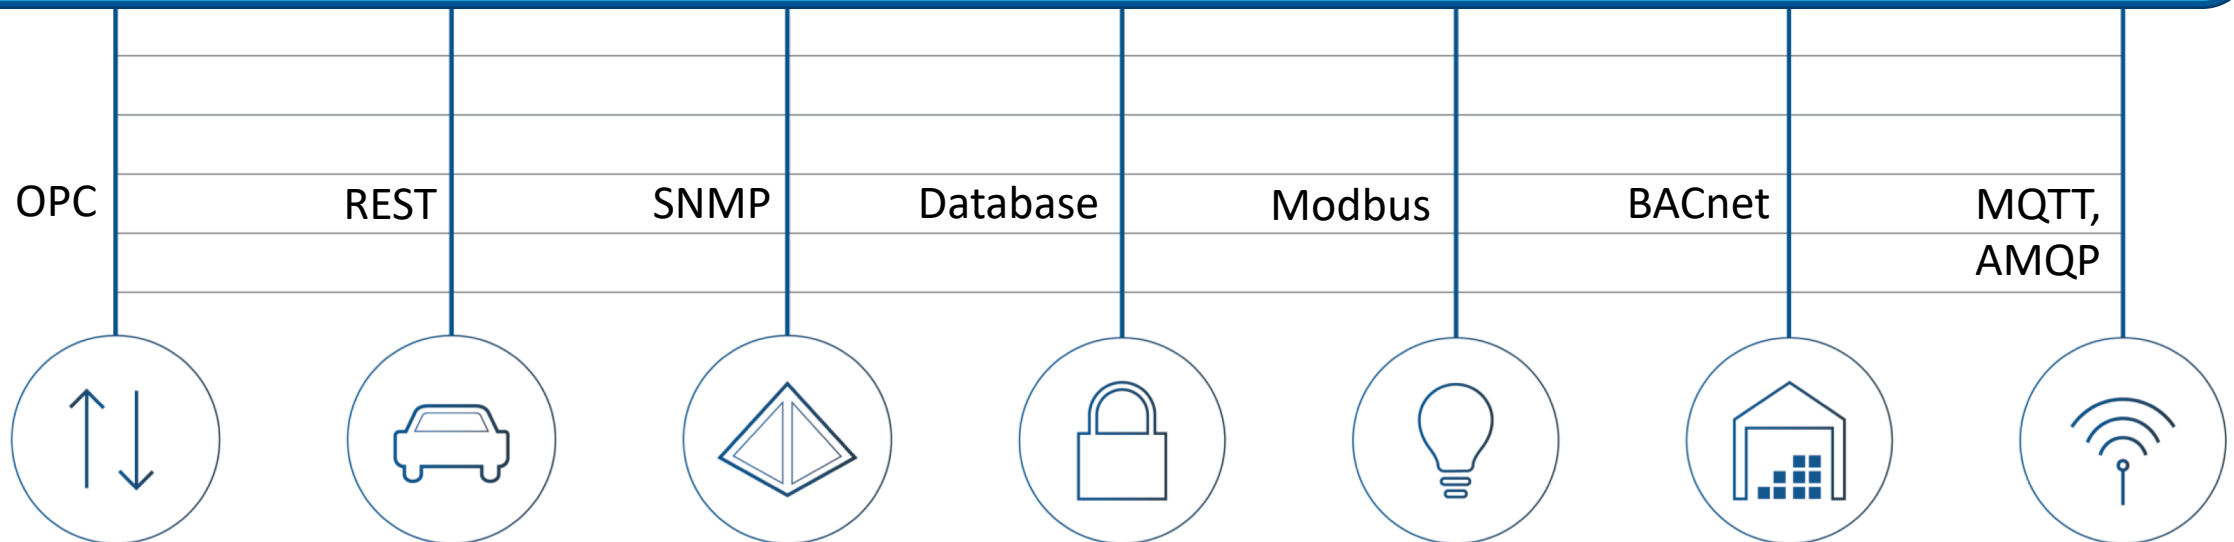 OPC
REST
SNMP
Database
Modbus
BACnet
MQTT,
AMQP